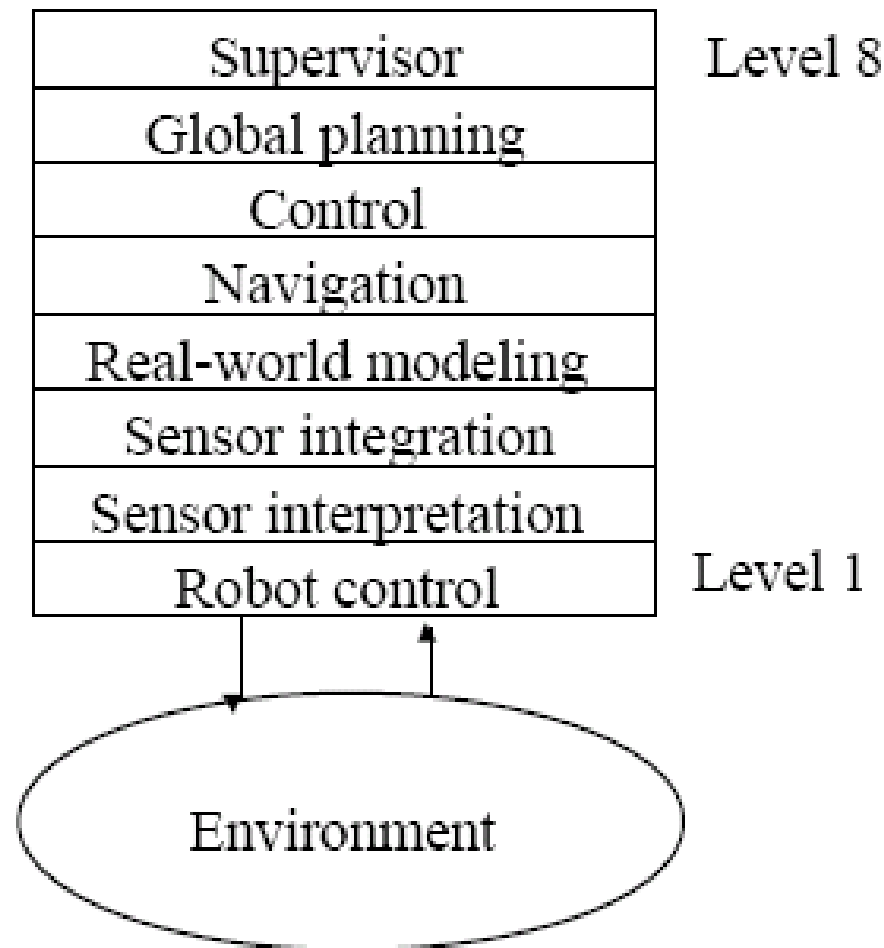 Supervisor
Level 8
Global planning
Control
Navigation
Real-world modeling
Sensor integration
Sensor interpretation
Robot control
Level 1
Environment